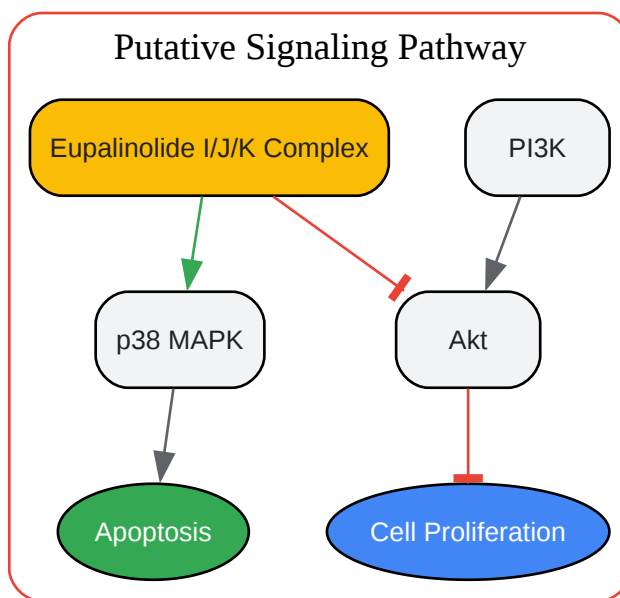 Putative Signaling Pathway
Eupalinolide I/J/K Complex
PI3K
p38 MAPK
Akt
Apoptosis
Cell Proliferation